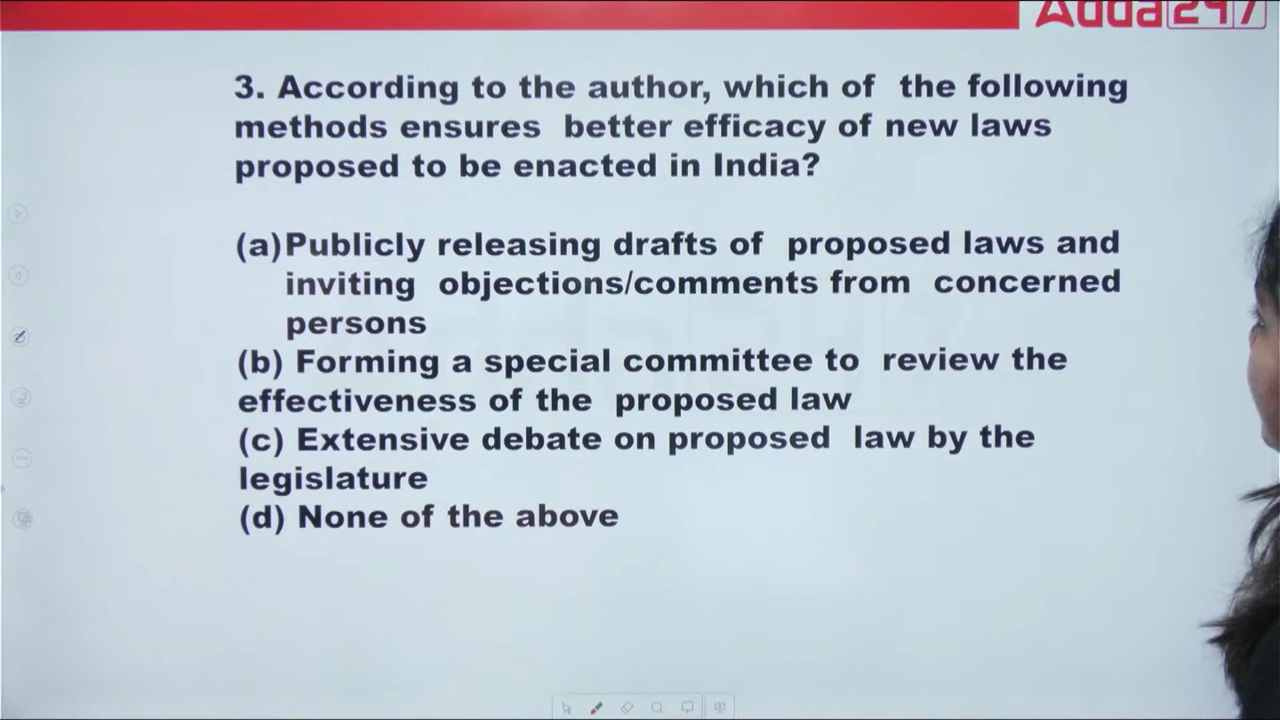 Adda247
3. According to the author, which of the following
methods ensures better efficacy of new laws
proposed to be enacted in India?
(a)Publicly releasing drafts of proposed laws and
inviting objections/comments from concerned
persons
(b) Forming a special committee to review the
effectiveness of the proposed law
(c) Extensive debate on proposed law by the
legislature
(d) None of the above